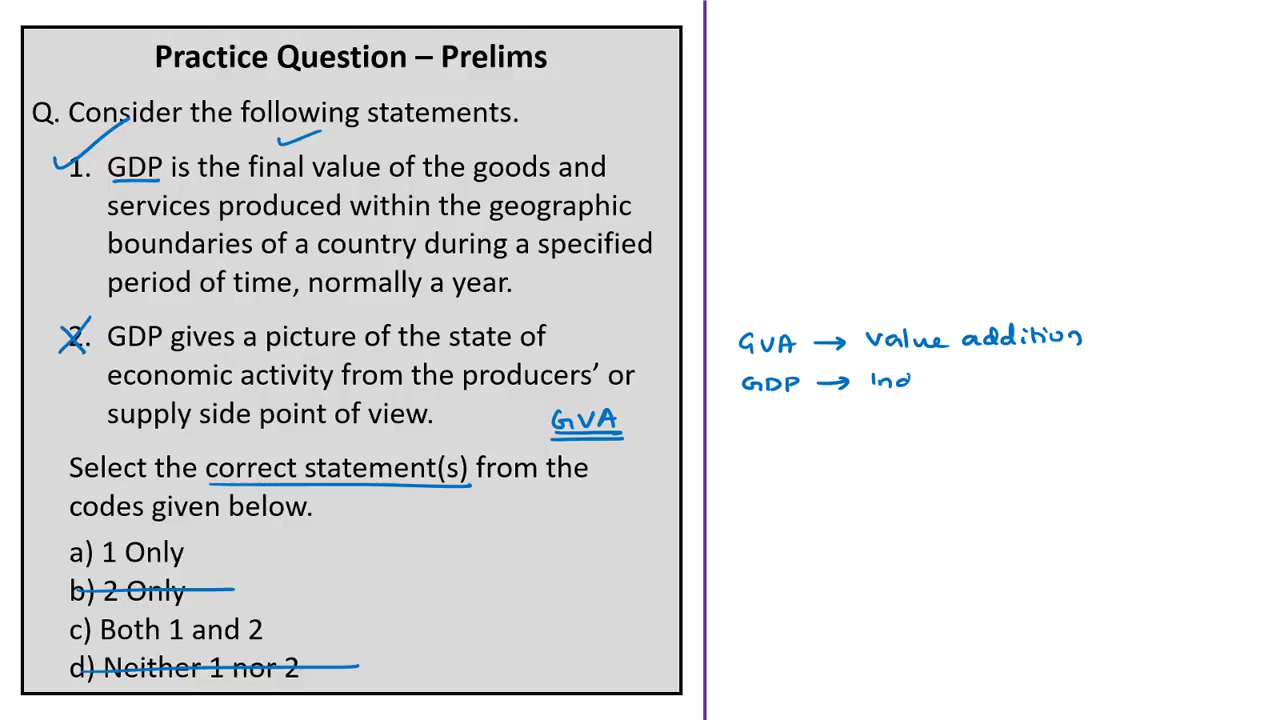 Practice Question – Prelims
Q. Consider the following statements.
1. GDP is the final value of the goods and
services produced within the geographic
boundaries of a country during a specified
period of time, normally a year.
2. GDP gives a picture of the state of
economic activity from the producers’ or
supply side point of view.
GVA
Select the correct statement(s) from the
codes given below.
a) 1 Only
b) 2 Only
c) Both 1 and 2
d) Neither 1 nor 2
GVA → value addition
GDP → Ind